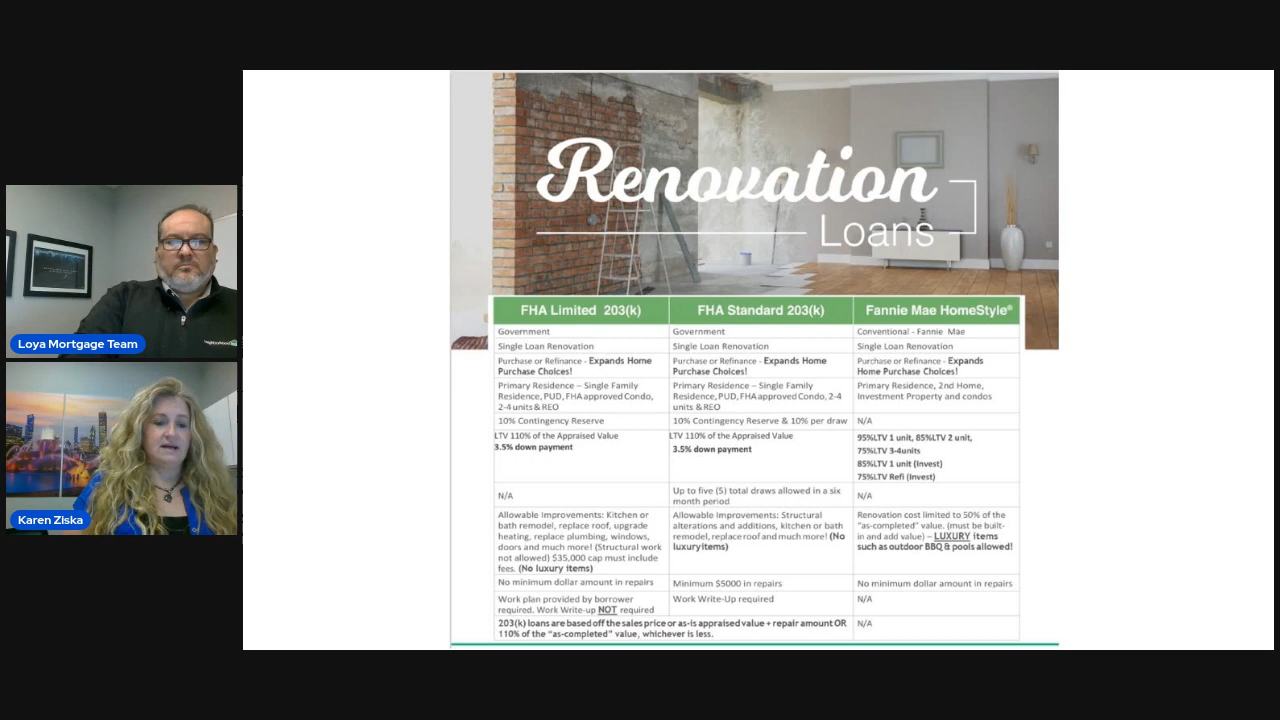 Renovation
Loans
FHA Limited 203(k)
FHA Standard 203(k)
Fannie Mae HomeStyle®
Government
Government
Conventional - Fannie Mae
Single Loan Renovation
Single Loan Renovation
Single Loan Renovation
Purchase or Refinance - Expands Home
Purchase Choices!
Purchase or Refinance - Expands Home
Purchase Choices!
Purchase or Refinance - Expands
Home Purchase Choices!
Primary Residence – Single Family
Residence, PUD, FHA approved Condo,
2-4 units & REO
Primary Residence – Single Family
Residence, PUD, FHA approved Condo, 2-4
units & REO
Primary Residence, 2nd Home,
Investment Property and condos
10% Contingency Reserve
10% Contingency Reserve & 10% per draw
N/A
LTV 110% of the Appraised Value
3.5% down payment
LTV 110% of the Appraised Value
3.5% down payment
95%LTV 1 unit, 85%LTV 2 unit,
75%LTV 3-4units
85%LTV 1 unit (Invest)
75%LTV Refi (Invest)
N/A
Up to five (5) total draws allowed in a six
month period
N/A
Allowable Improvements: Kitchen or
bath remodel, replace roof, upgrade
heating, replace plumbing, windows,
doors and much more! (Structural work
not allowed) $35,000 cap must include
fees. (No luxury items)
Allowable Improvements: Structural
alterations and additions, kitchen or bath
remodel, replace roof and much more! (No
luxury items)
Renovation cost limited to 50% of the
"as-completed" value. (must be built-
in and add value) – LUXURY items
such as outdoor BBQ & pools allowed!
No minimum dollar amount in repairs
Minimum $5000 in repairs
No minimum dollar amount in repairs
Work plan provided by borrower
required. Work Write-up NOT required
Work Write-Up required
N/A
203(k) loans are based off the sales price or as-is appraised value + repair amount OR
110% of the "as-completed" value, whichever is less.
N/A
Loya Mortgage Team
Karen Ziska